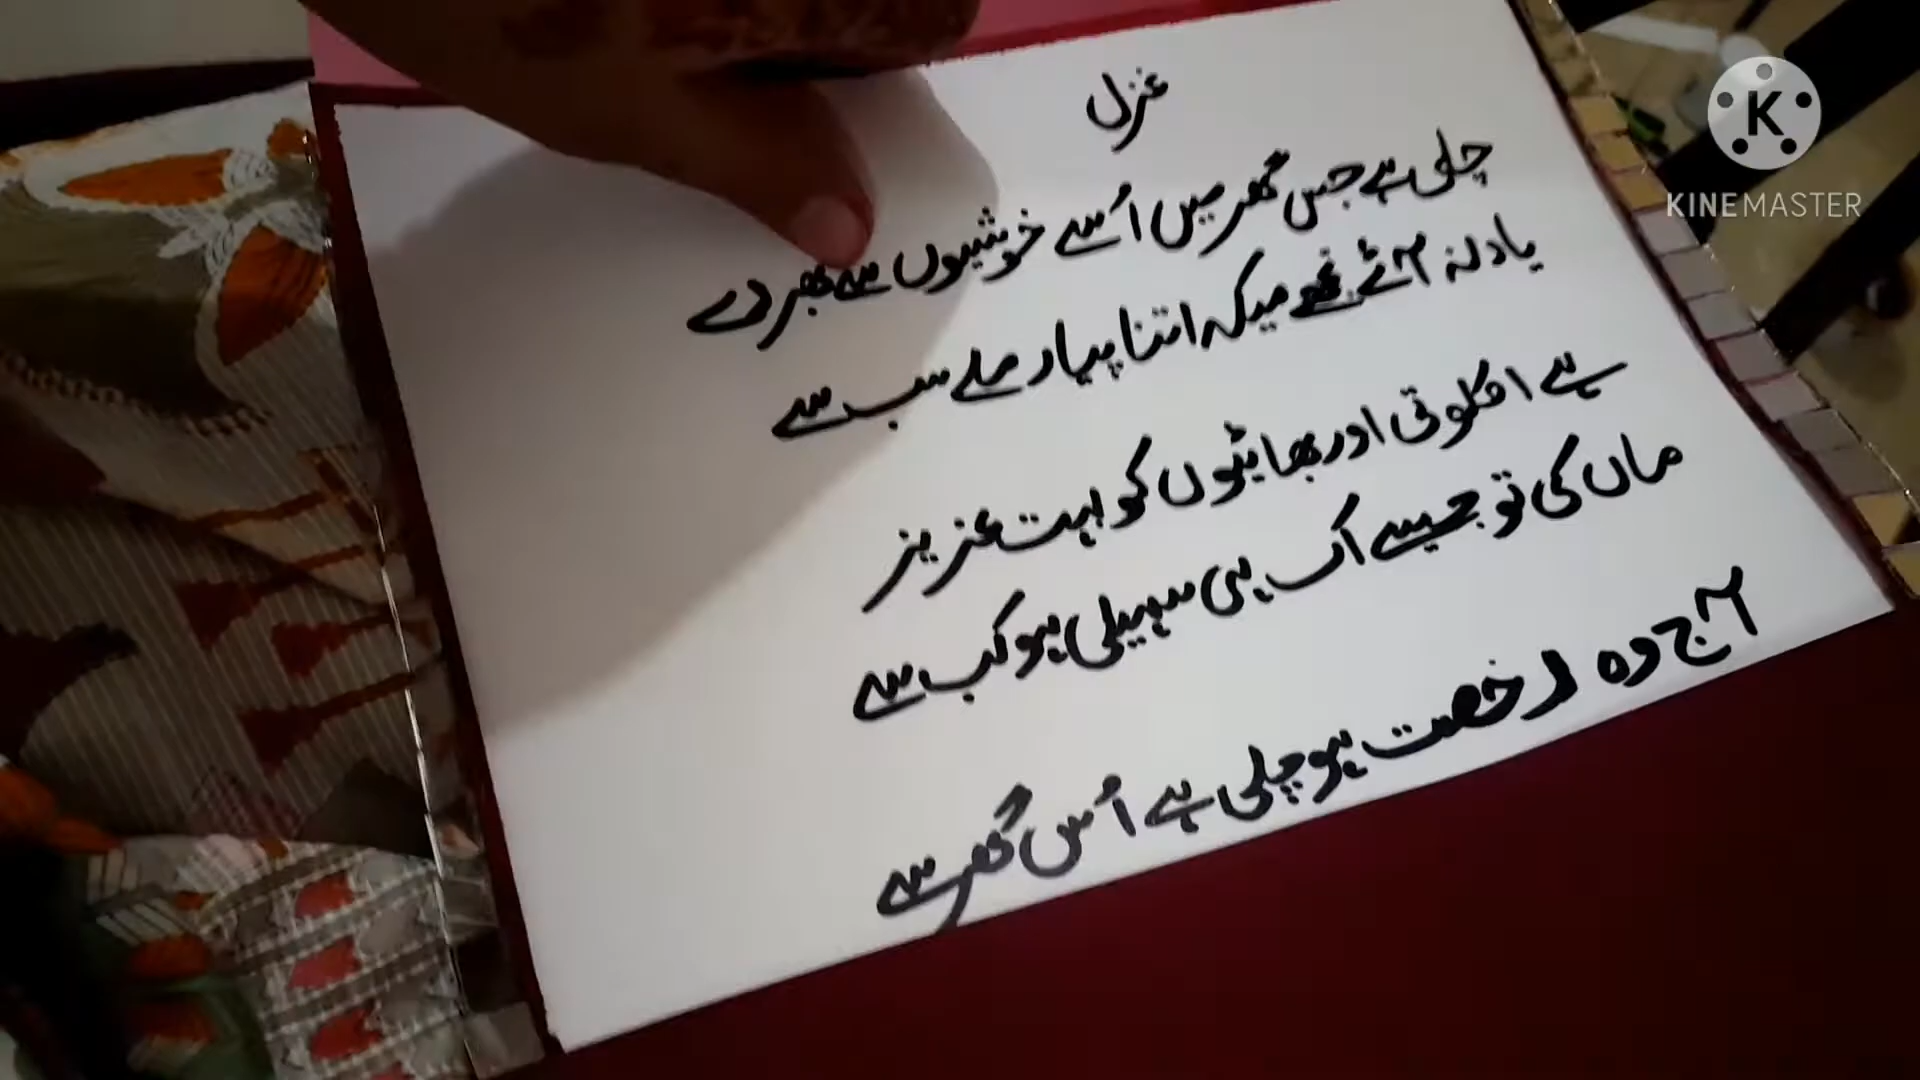 غزل
چلی ہے جس گھر میں اُسے خوشیوں سے بھر دے
یاد نہ آئے مجھے میکہ اتنا پیار ملے سب سے
ہے اکلوتی اور بھائیوں کو بہت عزیز
ماں کی تو جیسے اک ہی سہیلی ہو کب سے
آج وہ رخصت ہو چلی ہے اُس گھر سے
K
KINEMASTER